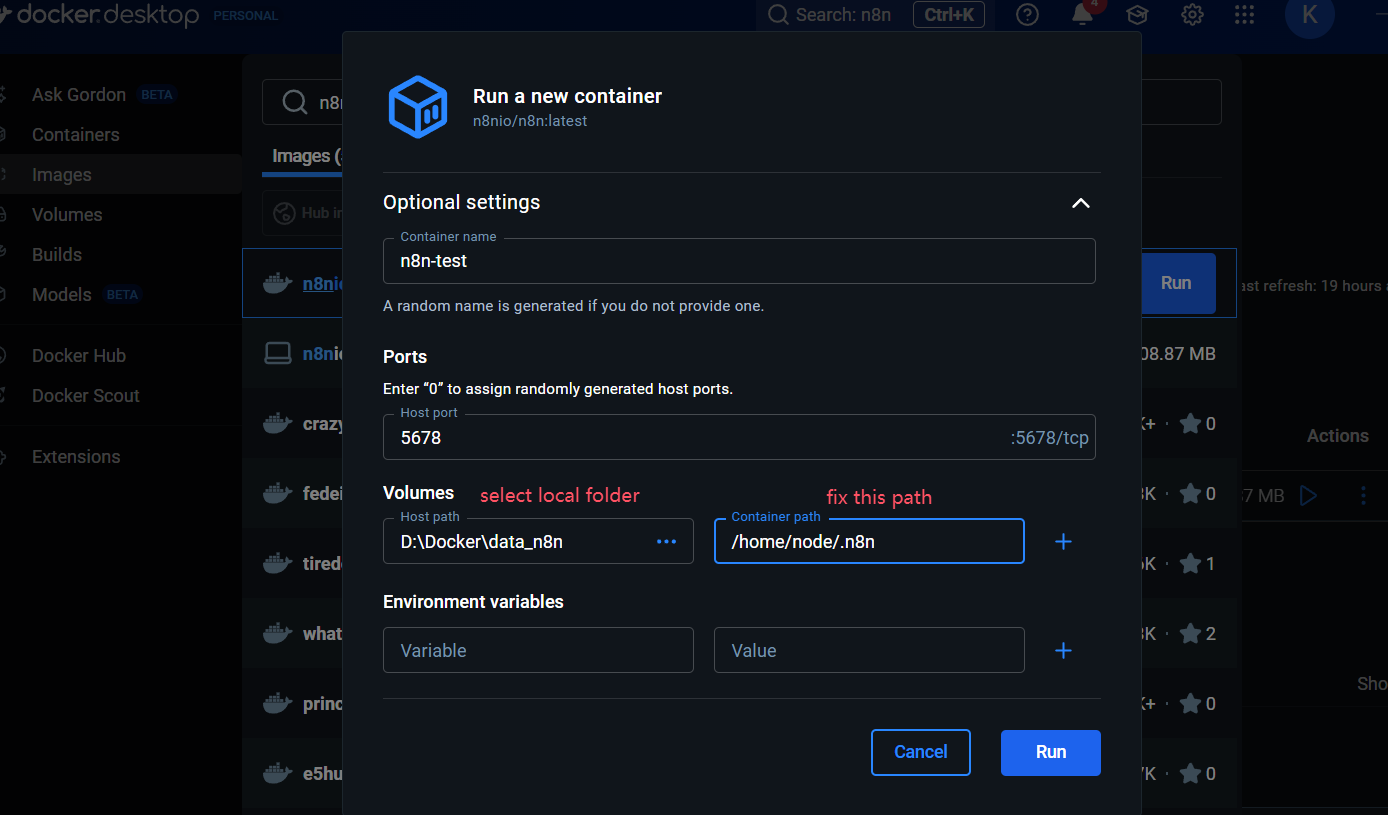 docker.desktop PERSONAL Search: n8n Ctrl+K 4 K
Ask Gordon BETA
Containers
Images
Volumes
Builds
Models BETA
Docker Hub
Docker Scout
Extensions
Run a new container
n8nio/n8n:latest
Optional settings
Container name
n8n-test
A random name is generated if you do not provide one.
Ports
Enter “0” to assign randomly generated host ports.
Host port
5678 :5678/tcp
Volumes select local folder fix this path
Host path Container path
D:\Docker\data_n8n ••• /home/node/.n8n
Environment variables
Variable Value
Cancel Run
Images (
Hub
Run
ast refresh: 19 hours
08.87 MB
crazy
K+ · 0
fedei
K · 0
tired
K · 1
what
K · 2
princ
K+ · 0
e5hu
K · 0
Actions
7 MB
Sho